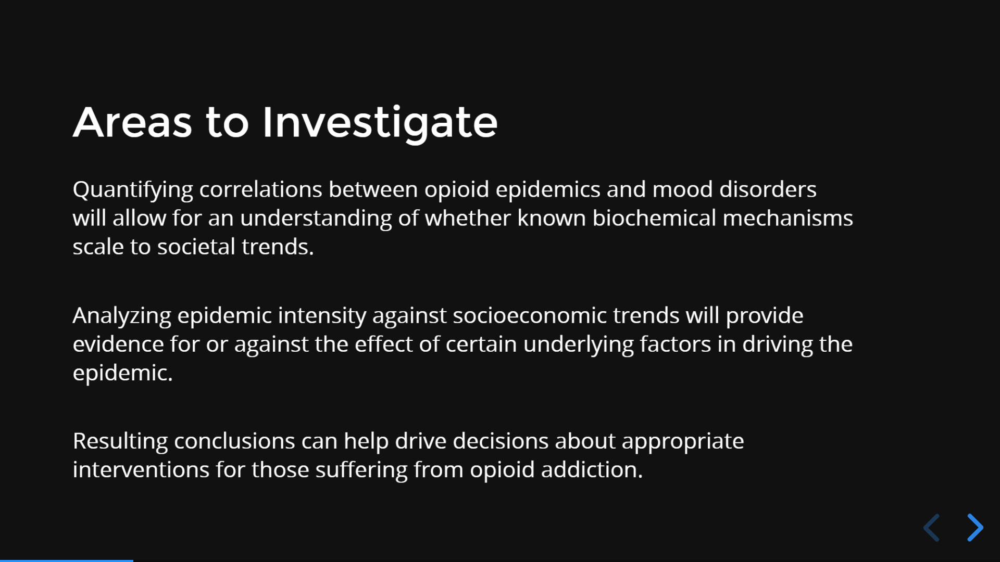 Areas to Investigate
Quantifying correlations between opioid epidemics and mood disorders
will allow for an understanding of whether known biochemical mechanisms
scale to societal trends.
Analyzing epidemic intensity against socioeconomic trends will provide
evidence for or against the effect of certain underlying factors in driving the
epidemic.
Resulting conclusions can help drive decisions about appropriate
interventions for those suffering from opioid addiction.